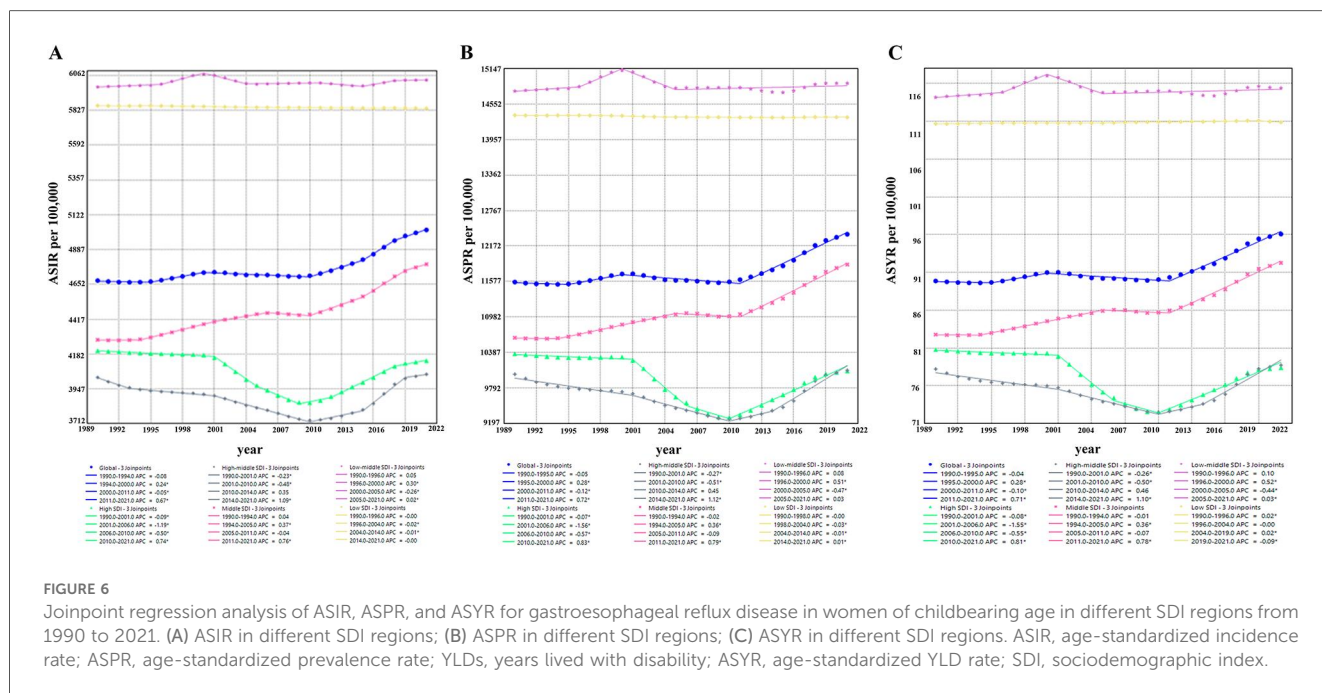 A
B
C
ASIR per 100,000
6062
5827
5592
5357
5122
4887
4652
4417
4182
3947
3712
1989 1992 1995 1998 2001 2004 2007 2010 2013 2016 2019 2022
year
Global - 3 Joinpoints
1990.0-1994.0 APC = -0.08
1994.0-2000.0 APC = 0.24*
2000.0-2011.0 APC = -0.05*
2011.0-2021.0 APC = 0.67*
High SDI - 3 Joinpoints
1990.0-2001.0 APC = -0.09*
2001.0-2006.0 APC = -1.19*
2006.0-2010.0 APC = -0.50*
2010.0-2021.0 APC = 0.74*
High-middle SDI - 3 Joinpoints
1990.0-2001.0 APC = -0.23*
2001.0-2010.0 APC = -0.48*
2010.0-2014.0 APC = 0.35
2014.0-2021.0 APC = 1.09*
Middle SDI - 3 Joinpoints
1990.0-1994.0 APC = 0.04
1994.0-2005.0 APC = 0.37*
2005.0-2011.0 APC = -0.04
2011.0-2021.0 APC = 0.76*
Low-middle SDI - 3 Joinpoints
1990.0-1996.0 APC = 0.05
1996.0-2000.0 APC = 0.30*
2000.0-2005.0 APC = -0.26*
2005.0-2021.0 APC = 0.02*
Low SDI - 3 Joinpoints
1990.0-1996.0 APC = -0.00
1996.0-2004.0 APC = -0.02*
2004.0-2014.0 APC = -0.01*
2014.0-2021.0 APC = -0.00
ASPR per 100,000
15147
14552
13957
13362
12767
12172
11577
10982
10387
9792
9197
1989 1992 1995 1998 2001 2004 2007 2010 2013 2016 2019 2022
year
Global - 3 Joinpoints
1990.0-1995.0 APC = -0.05
1995.0-2000.0 APC = 0.28*
2000.0-2011.0 APC = -0.12*
2011.0-2021.0 APC = 0.72*
High SDI - 3 Joinpoints
1990.0-2001.0 APC = -0.07*
2001.0-2006.0 APC = -1.56*
2006.0-2010.0 APC = -0.57*
2010.0-2021.0 APC = 0.83*
High-middle SDI - 3 Joinpoints
1990.0-2001.0 APC = -0.27*
2001.0-2010.0 APC = -0.51*
2010.0-2014.0 APC = 0.45
2014.0-2021.0 APC = 1.12*
Middle SDI - 3 Joinpoints
1990.0-1994.0 APC = -0.02
1994.0-2005.0 APC = 0.36*
2005.0-2011.0 APC = -0.09
2011.0-2021.0 APC = 0.79*
Low-middle SDI - 3 Joinpoints
1990.0-1996.0 APC = 0.08
1996.0-2000.0 APC = 0.51*
2000.0-2005.0 APC = -0.47*
2005.0-2021.0 APC = 0.03
Low SDI - 3 Joinpoints
1990.0-1998.0 APC = -0.00
1998.0-2004.0 APC = -0.03*
2004.0-2014.0 APC = -0.01*
2014.0-2021.0 APC = 0.01*
ASYR per 100,000
116
111
106
101
96
91
86
81
76
71
1989 1992 1995 1998 2001 2004 2007 2010 2013 2016 2019 2022
year
Global - 3 Joinpoints
1990.0-1995.0 APC = -0.04
1995.0-2000.0 APC = 0.28*
2000.0-2011.0 APC = -0.10*
2011.0-2021.0 APC = 0.71*
High SDI - 3 Joinpoints
1990.0-2001.0 APC = -0.08*
2001.0-2006.0 APC = -1.55*
2006.0-2010.0 APC = -0.55*
2010.0-2021.0 APC = 0.81*
High-middle SDI - 3 Joinpoints
1990.0-2001.0 APC = -0.26*
2001.0-2010.0 APC = -0.50*
2010.0-2014.0 APC = 0.46
2014.0-2021.0 APC = 1.10*
Middle SDI - 3 Joinpoints
1990.0-1994.0 APC = -0.01
1994.0-2005.0 APC = 0.36*
2005.0-2011.0 APC = -0.07
2011.0-2021.0 APC = 0.78*
Low-middle SDI - 3 Joinpoints
1990.0-1996.0 APC = 0.10
1996.0-2000.0 APC = 0.52*
2000.0-2005.0 APC = -0.44*
2005.0-2021.0 APC = 0.03*
Low SDI - 3 Joinpoints
1990.0-1996.0 APC = 0.02*
1996.0-2004.0 APC = -0.00
2004.0-2019.0 APC = 0.02*
2019.0-2021.0 APC = -0.09*
FIGURE 6
Joinpoint regression analysis of ASIR, ASPR, and ASYR for gastroesophageal reflux disease in women of childbearing age in different SDI regions from
1990 to 2021. (A) ASIR in different SDI regions; (B) ASPR in different SDI regions; (C) ASYR in different SDI regions. ASIR, age-standardized incidence
rate; ASPR, age-standardized prevalence rate; YLDs, years lived with disability; ASYR, age-standardized YLD rate; SDI, sociodemographic index.